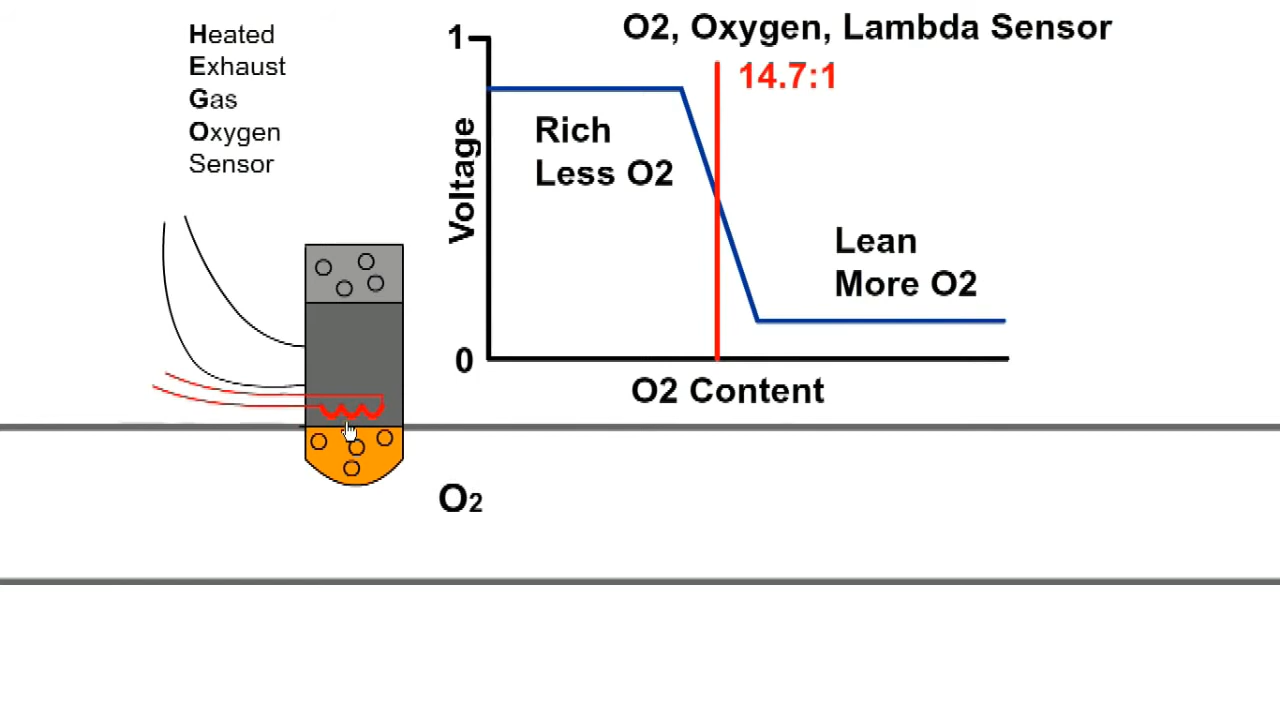 Heated
Exhaust
Gas
Oxygen
Sensor
O2, Oxygen, Lambda Sensor
14.7:1
1
Voltage
Rich
Less O2
Lean
More O2
0
O2 Content
O₂